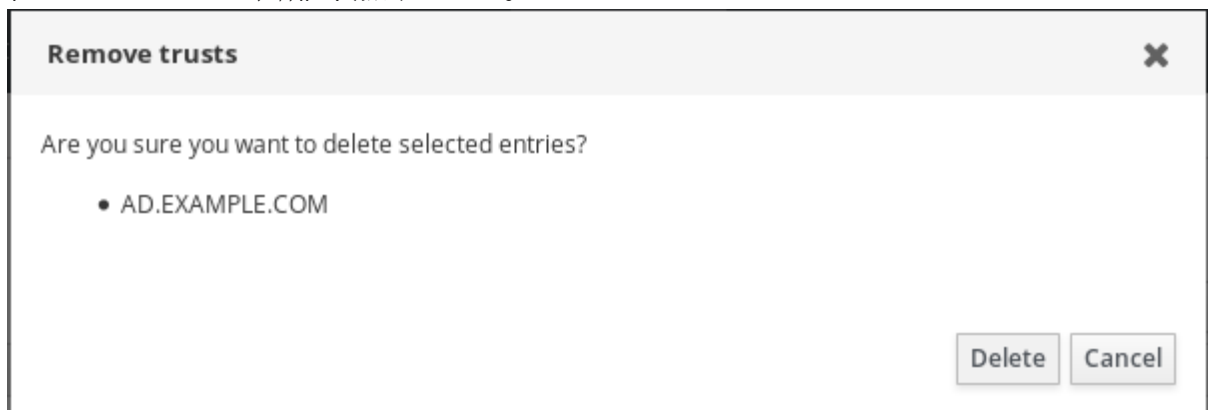 Remove trusts
Are you sure you want to delete selected entries?
• AD.EXAMPLE.COM
Delete Cancel